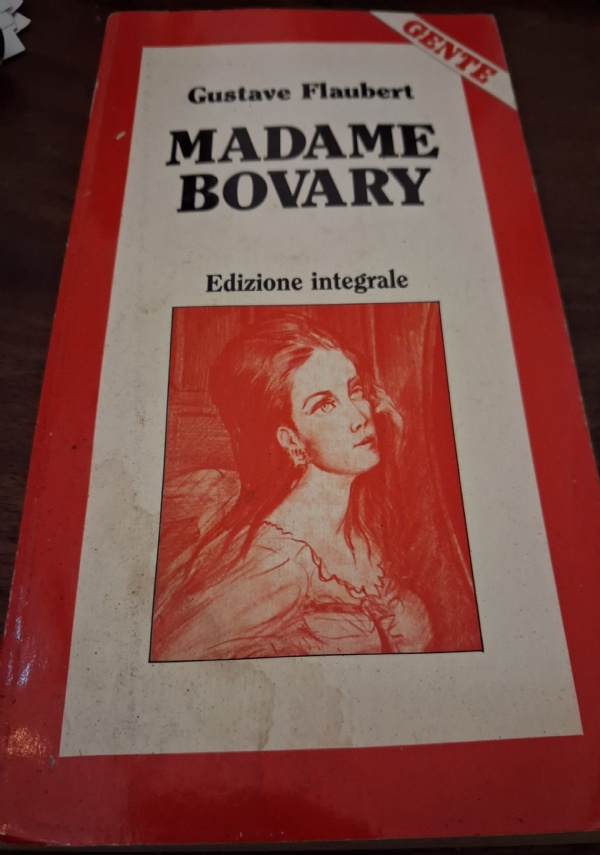 GENTE
Gustave Flaubert
MADAME
BOVARY
Edizione integrale